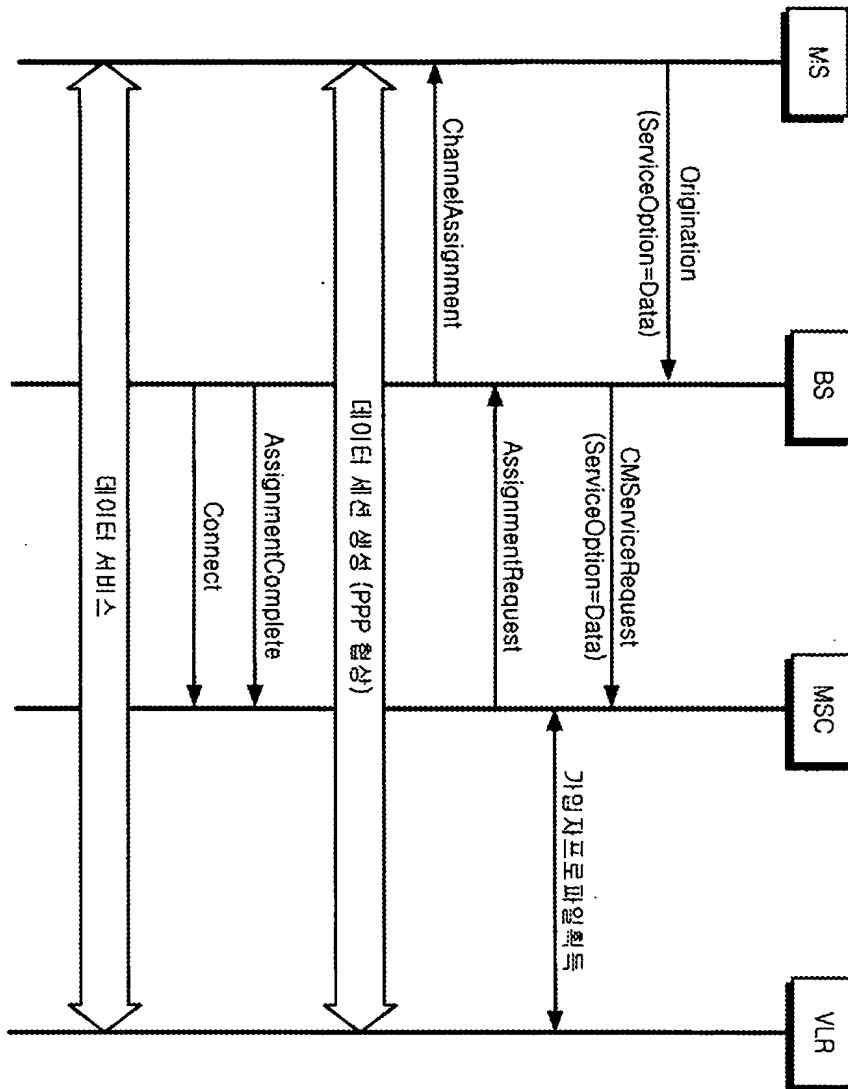 MS
BS
MSC
VLR
Origination
(ServiceOption=Data)
CMServiceRequest
(ServiceOption=Data)
가입자프로파일획득
AssignmentRequest
ChannelAssignment
데이터 세션 생성 (PPP 협상)
AssignmentComplete
Connect
데이터 서비스